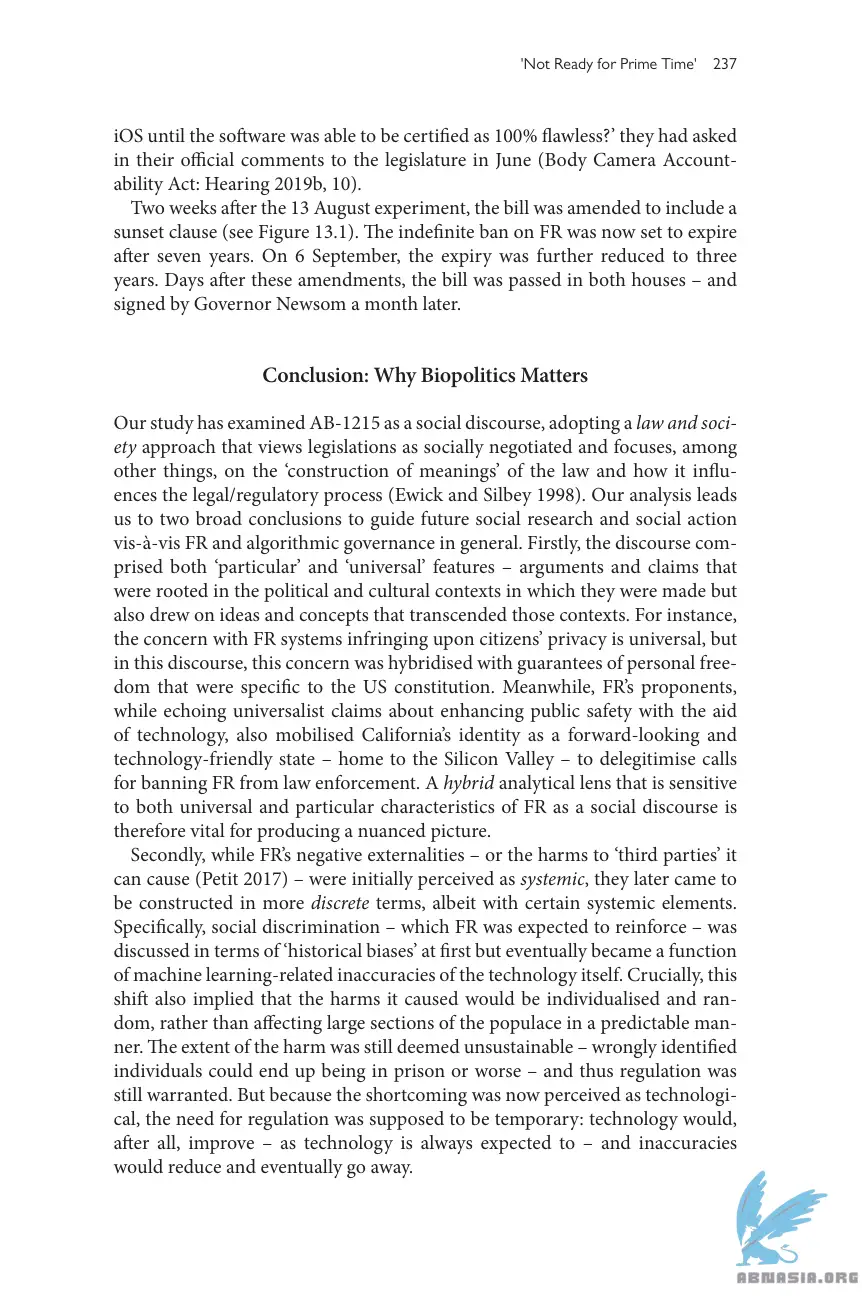 'Not Ready for Prime Time' 237
iOS until the software was able to be certified as 100% flawless?’ they had asked
in their official comments to the legislature in June (Body Camera Account-
ability Act: Hearing 2019b, 10).
Two weeks after the 13 August experiment, the bill was amended to include a
sunset clause (see Figure 13.1). The indefinite ban on FR was now set to expire
after seven years. On 6 September, the expiry was further reduced to three
years. Days after these amendments, the bill was passed in both houses – and
signed by Governor Newsom a month later.
Conclusion: Why Biopolitics Matters
Our study has examined AB-1215 as a social discourse, adopting a law and soci-
ety approach that views legislations as socially negotiated and focuses, among
other things, on the ‘construction of meanings’ of the law and how it influ-
ences the legal/regulatory process (Ewick and Silbey 1998). Our analysis leads
us to two broad conclusions to guide future social research and social action
vis-à-vis FR and algorithmic governance in general. Firstly, the discourse com-
prised both ‘particular’ and ‘universal’ features – arguments and claims that
were rooted in the political and cultural contexts in which they were made but
also drew on ideas and concepts that transcended those contexts. For instance,
the concern with FR systems infringing upon citizens’ privacy is universal, but
in this discourse, this concern was hybridised with guarantees of personal free-
dom that were specific to the US constitution. Meanwhile, FR’s proponents,
while echoing universalist claims about enhancing public safety with the aid
of technology, also mobilised California’s identity as a forward-looking and
technology-friendly state – home to the Silicon Valley – to delegitimise calls
for banning FR from law enforcement. A hybrid analytical lens that is sensitive
to both universal and particular characteristics of FR as a social discourse is
therefore vital for producing a nuanced picture.
Secondly, while FR’s negative externalities – or the harms to ‘third parties’ it
can cause (Petit 2017) – were initially perceived as systemic, they later came to
be constructed in more discrete terms, albeit with certain systemic elements.
Specifically, social discrimination – which FR was expected to reinforce – was
discussed in terms of ‘historical biases’ at first but eventually became a function
of machine learning-related inaccuracies of the technology itself. Crucially, this
shift also implied that the harms it caused would be individualised and ran-
dom, rather than affecting large sections of the populace in a predictable man-
ner. The extent of the harm was still deemed unsustainable – wrongly identified
individuals could end up being in prison or worse – and thus regulation was
still warranted. But because the shortcoming was now perceived as technologi-
cal, the need for regulation was supposed to be temporary: technology would,
after all, improve – as technology is always expected to – and inaccuracies
would reduce and eventually go away.
ABNASIA.ORG